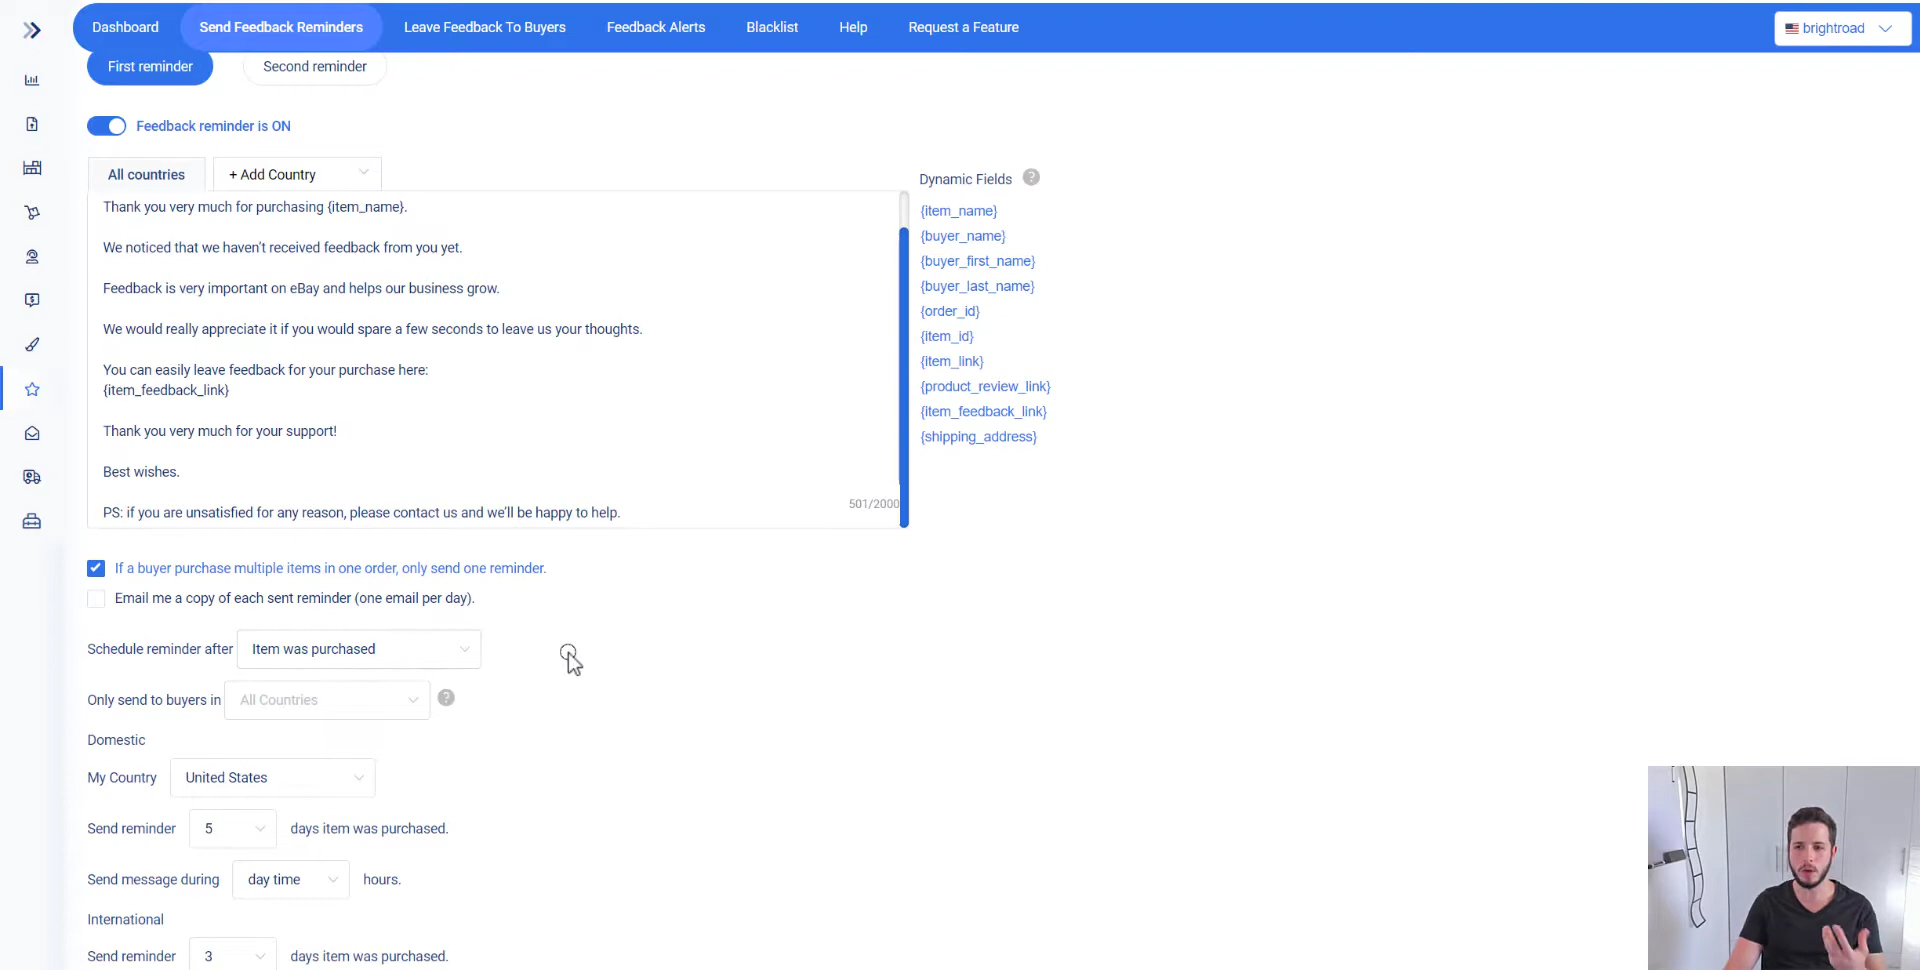 Dashboard
Send Feedback Reminders
Leave Feedback To Buyers
Feedback Alerts
Blacklist
Help
Request a Feature
brightroad
First reminder
Second reminder
Feedback reminder is ON
All countries
+ Add Country
Thank you very much for purchasing {item_name}.
We noticed that we haven't received feedback from you yet.
Feedback is very important on eBay and helps our business grow.
We would really appreciate it if you would spare a few seconds to leave us your thoughts.
You can easily leave feedback for your purchase here:
{item_feedback_link}
Thank you very much for your support!
Best wishes.
PS: if you are unsatisfied for any reason, please contact us and we'll be happy to help.
501/2000
Dynamic Fields ?
{item_name}
{buyer_name}
{buyer_first_name}
{buyer_last_name}
{order_id}
{item_id}
{item_link}
{product_review_link}
{item_feedback_link}
{shipping_address}
If a buyer purchase multiple items in one order, only send one reminder.
Email me a copy of each sent reminder (one email per day).
Schedule reminder after Item was purchased
Only send to buyers in All Countries ?
Domestic
My Country United States
Send reminder 5 days item was purchased.
Send message during day time hours.
International
Send reminder 3 days item was purchased.